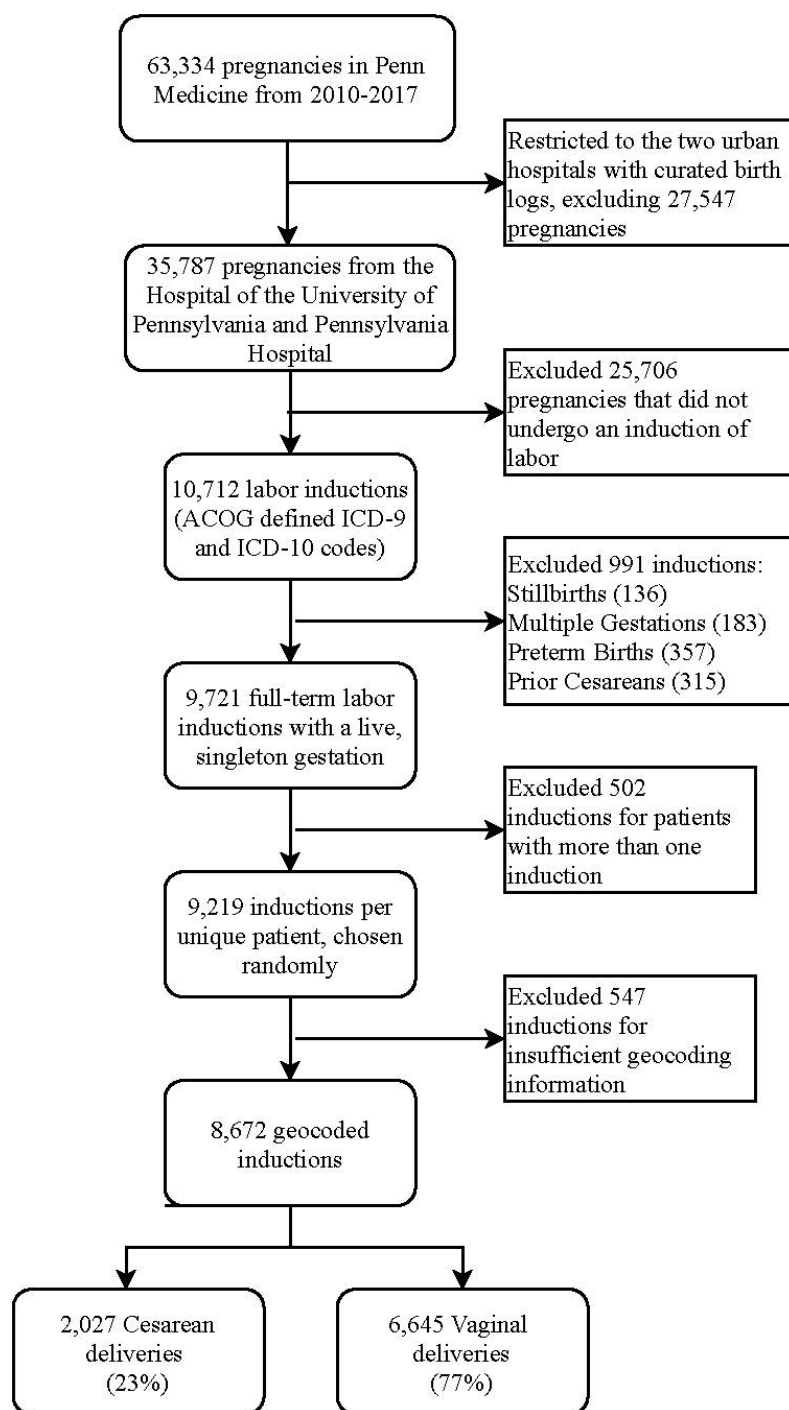 63,334 pregnancies in Penn
Medicine from 2010-2017
Restricted to the two urban
hospitals with curated birth
logs, excluding 27,547
pregnancies
35,787 pregnancies from the
Hospital of the University of
Pennsylvania and Pennsylvania
Hospital
Excluded 25,706
pregnancies that did not
undergo an induction of
labor
10,712 labor inductions
(ACOG defined ICD-9
and ICD-10 codes)
Excluded 991 inductions:
Stillbirths (136)
Multiple Gestations (183)
Preterm Births (357)
Prior Cesareans (315)
9,721 full-term labor
inductions with a live,
singleton gestation
Excluded 502
inductions for patients
with more than one
induction
9,219 inductions per
unique patient, chosen
randomly
Excluded 547
inductions for
insufficient geocoding
information
8,672 geocoded
inductions
2,027 Cesarean
deliveries
(23%)
6,645 Vaginal
deliveries
(77%)